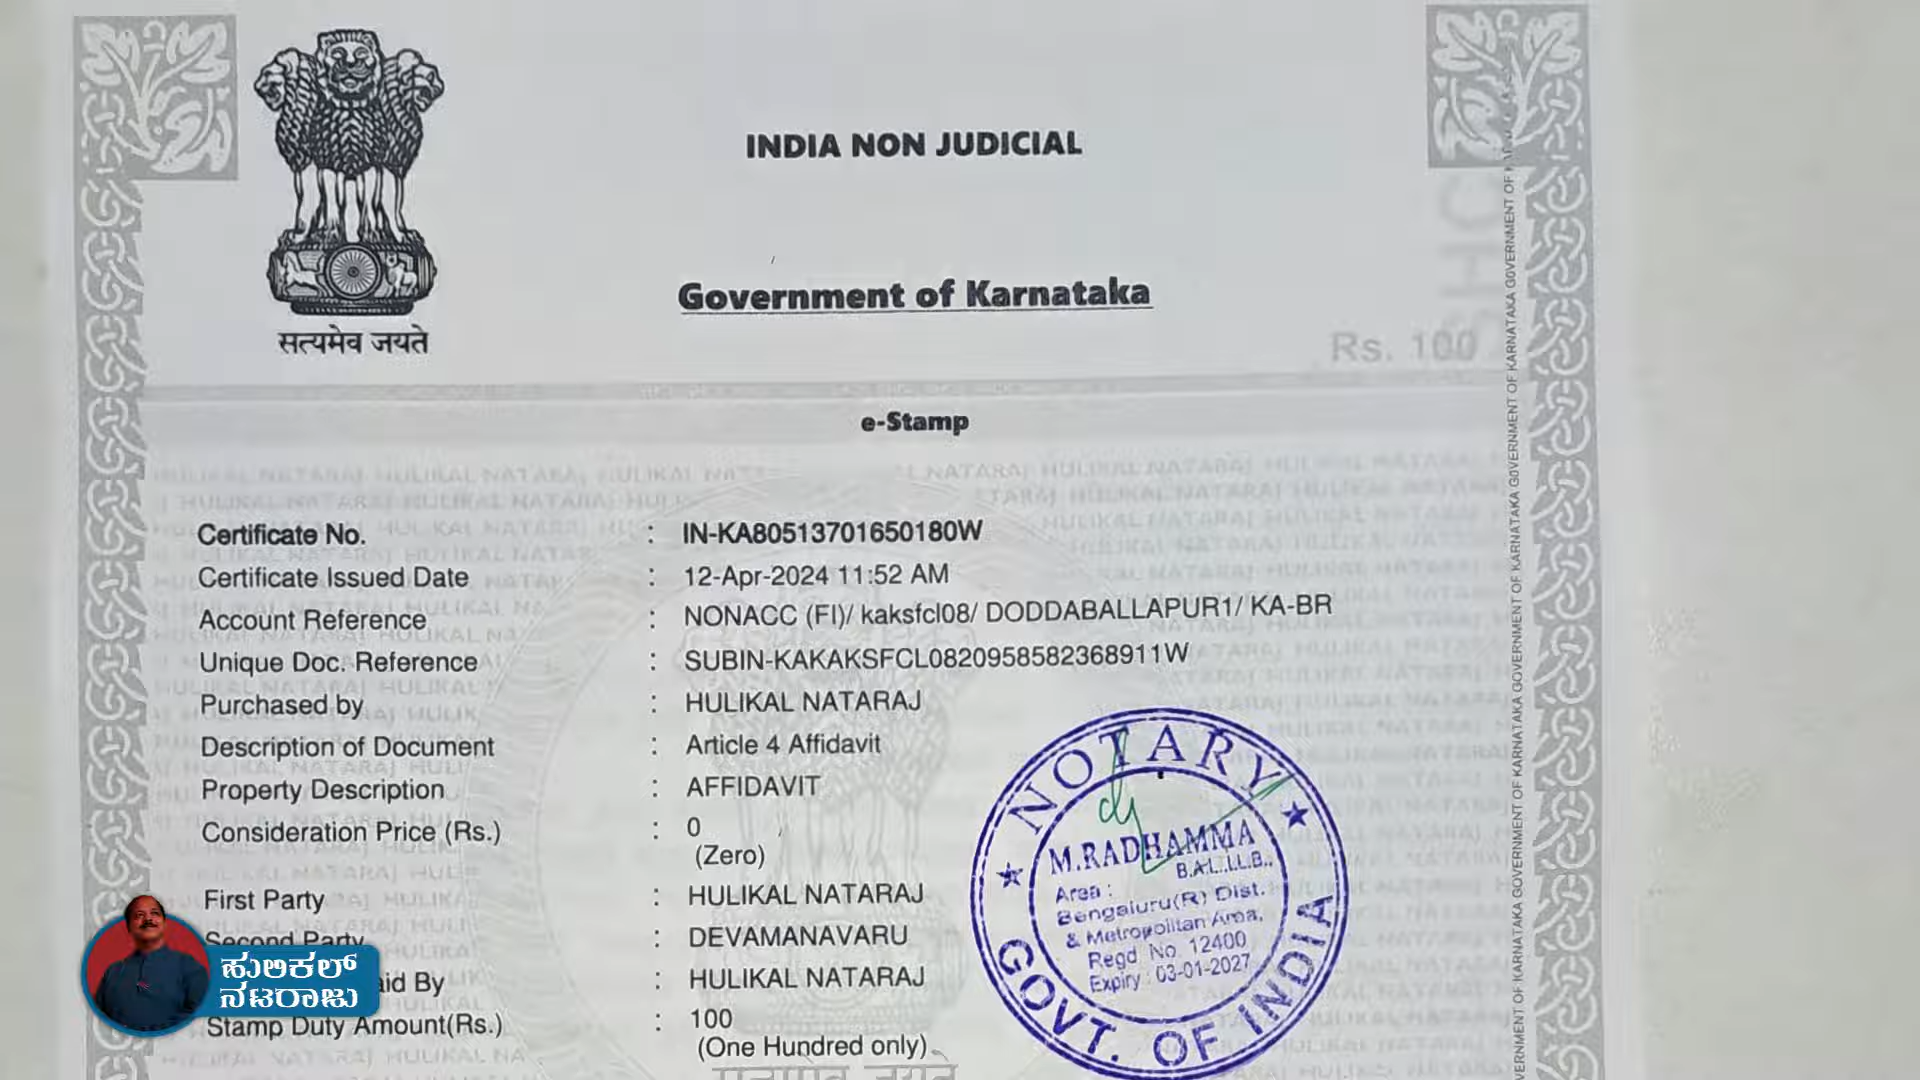 सत्यमेव जयते
INDIA NON JUDICIAL
Government of Karnataka
Rs. 100
e-Stamp
Certificate No. : IN-KA80513701650180W
Certificate Issued Date : 12-Apr-2024 11:52 AM
Account Reference : NONACC (FI)/ kaksfcl08/ DODDABALLAPUR1/ KA-BR
Unique Doc. Reference : SUBIN-KAKAKSFCL0820958582368911W
Purchased by : HULIKAL NATARAJ
Description of Document : Article 4 Affidavit
Property Description : AFFIDAVIT
Consideration Price (Rs.) : 0
(Zero)
First Party : HULIKAL NATARAJ
Second Party : DEVAMANAVARU
aid By : HULIKAL NATARAJ
Stamp Duty Amount(Rs.) : 100
(One Hundred only)
NOTARY
M.RADHAMMA
B.A.L.L.B.,
Area :
Bengaluru(R) Dist.
& Metropolitan Area,
Regd No. 12400
Expiry : 03-01-2027
GOVT. OF INDIA
ಹುಲಿಕಲ್
ನಟರಾಜು